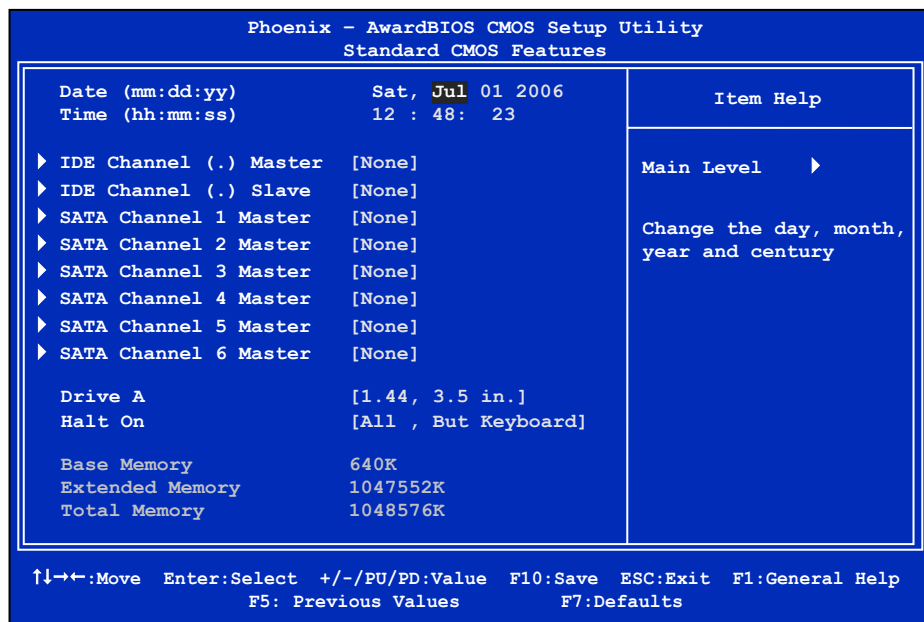 Phoenix – AwardBIOS CMOS Setup Utility
Standard CMOS Features
Date (mm:dd:yy) Sat, Jul 01 2006
Time (hh:mm:ss) 12 : 48: 23
IDE Channel (.) Master [None]
IDE Channel (.) Slave [None]
SATA Channel 1 Master [None]
SATA Channel 2 Master [None]
SATA Channel 3 Master [None]
SATA Channel 4 Master [None]
SATA Channel 5 Master [None]
SATA Channel 6 Master [None]
Drive A [1.44, 3.5 in.]
Halt On [All , But Keyboard]
Base Memory 640K
Extended Memory 1047552K
Total Memory 1048576K
Item Help
Main Level
Change the day, month,
year and century
↑↓→←:Move Enter:Select +/-/PU/PD:Value F10:Save ESC:Exit F1:General Help
F5: Previous Values F7:Defaults